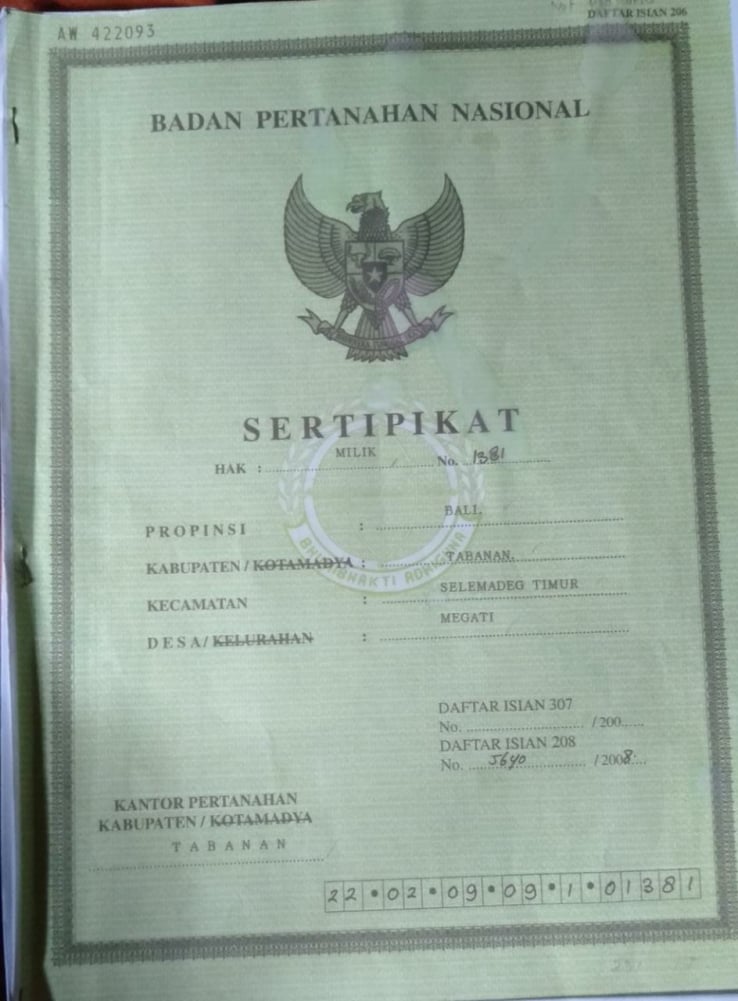 AW 422093
DAFTAR ISIAN 206
BADAN PERTANAHAN NASIONAL
SERTIPIKAT
HAK : MILIK No. 1381
PROPINSI : BALI.
KABUPATEN / KOTAMADYA : TABANAN.
KECAMATAN : SELEMADEG TIMUR
DESA / KELURAHAN : MEGATI
BHUMIBHAKTI ADHIGUNA
DAFTAR ISIAN 307
No. .............................. / 200......
DAFTAR ISIAN 208
No. 5640 / 2008.
KANTOR PERTANAHAN
KABUPATEN / KOTAMADYA
TABANAN
22.02.09.09.1.01381